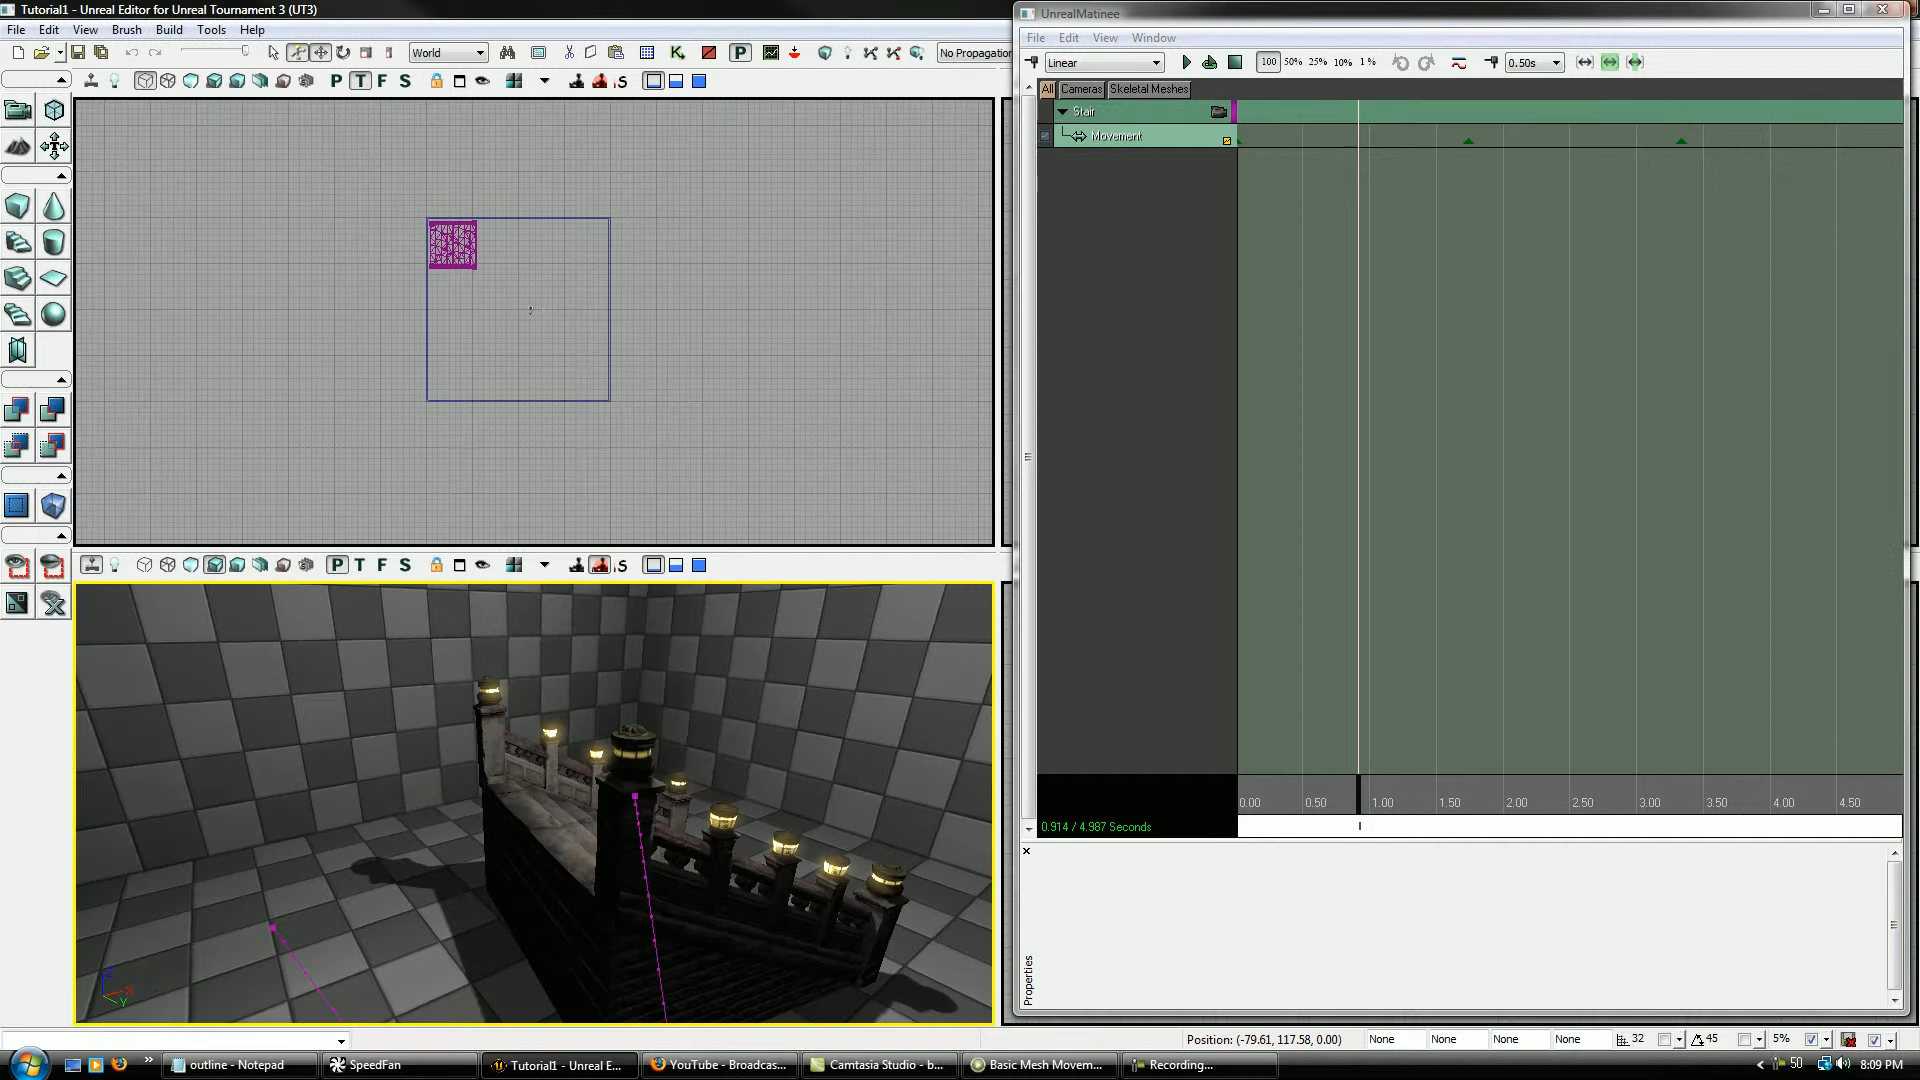 Tutorial1 - Unreal Editor for Unreal Tournament 3 (UT3)
File Edit View Brush Build Tools Help
World
No Propagation
P T F S
UnrealMatinee
File Edit View Window
Linear
100 50% 25% 10% 1 %
0.50s
All Cameras Skeletal Meshes
Stair
Movement
P T F S
0.00 0.50 1.00 1.50 2.00 2.50 3.00 3.50 4.00 4.50
0.914 / 4.987 Seconds
Properties
Z X Y
Position: (-79.61, 117.58, 0.00)
None None None None
32 45 5%
outline - Notepad
SpeedFan
Tutorial1 - Unreal E...
YouTube - Broadcas...
Camtasia Studio - b...
Basic Mesh Movem...
Recording...
50
8:09 PM